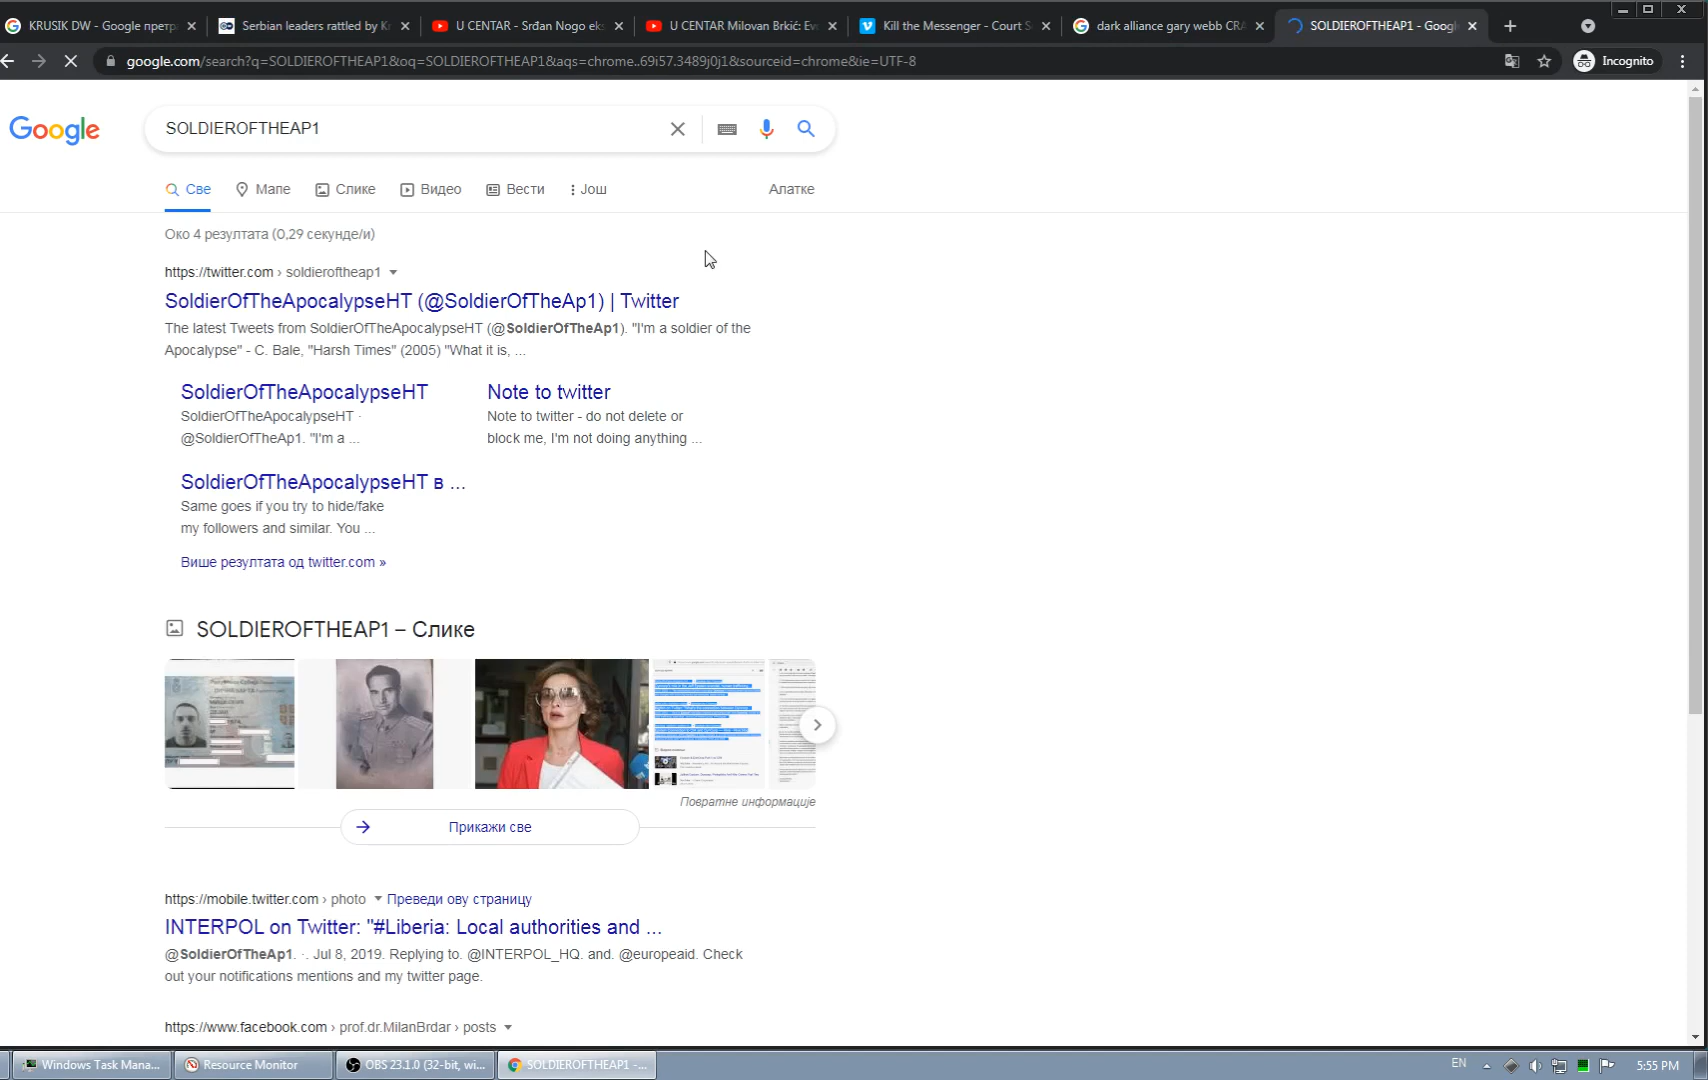 KRUSIK DW - Google претр
Serbian leaders rattled by Kr
U CENTAR - Srđan Nogo eks
U CENTAR Milovan Brkić: Eve
Kill the Messenger - Court S
dark alliance gary webb CRA
SOLDIEROFTHEAP1 - Googl
google.com/search?q=SOLDIEROFTHEAP1&oq=SOLDIEROFTHEAP1&aqs=chrome..69i57.3489j0j1&sourceid=chrome&ie=UTF-8
Incognito
Google
SOLDIEROFTHEAP1
Све
Мапе
Слике
Видео
Вести
Још
Алатке
Око 4 резултата (0,29 секунде/и)
https://twitter.com › soldieroftheap1
SoldierOfTheApocalypseHT (@SoldierOfTheAp1) | Twitter
The latest Tweets from SoldierOfTheApocalypseHT (@SoldierOfTheAp1). "I'm a soldier of the
Apocalypse" - C. Bale, "Harsh Times" (2005) "What it is, ...
SoldierOfTheApocalypseHT
SoldierOfTheApocalypseHT ·
@SoldierOfTheAp1. "I'm a ...
Note to twitter
Note to twitter - do not delete or
block me, I'm not doing anything ...
SoldierOfTheApocalypseHT в ...
Same goes if you try to hide/fake
my followers and similar. You ...
Више резултата од twitter.com »
SOLDIEROFTHEAP1 – Слике
Повратне информације
Прикажи све
https://mobile.twitter.com › photo
Преведи ову страницу
INTERPOL on Twitter: "#Liberia: Local authorities and ...
@SoldierOfTheAp1. ·. Jul 8, 2019. Replying to. @INTERPOL_HQ. and. @europeaid. Check
out your notifications mentions and my twitter page.
https://www.facebook.com › prof.dr.MilanBrdar › posts
Windows Task Mana...
Resource Monitor
OBS 23.1.0 (32-bit, wi...
SOLDIEROFTHEAP1 -...
EN
5:55 PM